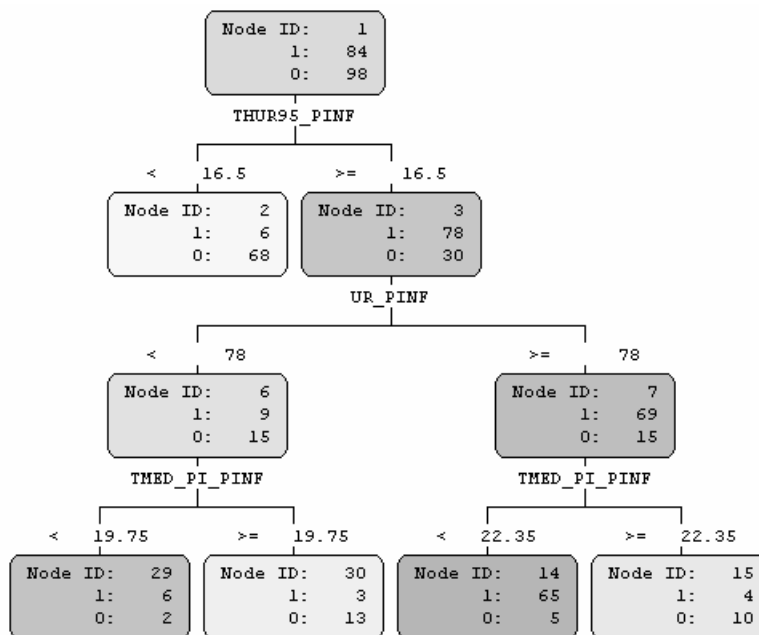 Node ID: 1
1: 84
0: 98
THUR95_PINF
< 16.5 >= 16.5
Node ID: 2 Node ID: 3
1: 6 1: 78
0: 68 0: 30
UR_PINF
< 78 >= 78
Node ID: 6 Node ID: 7
1: 9 1: 69
0: 15 0: 15
TMED_PI_PINF TMED_PI_PINF
< 19.75 >= 19.75 < 22.35 >= 22.35
Node ID: 29 Node ID: 30 Node ID: 14 Node ID: 15
1: 6 1: 3 1: 65 1: 4
0: 2 0: 13 0: 5 0: 10